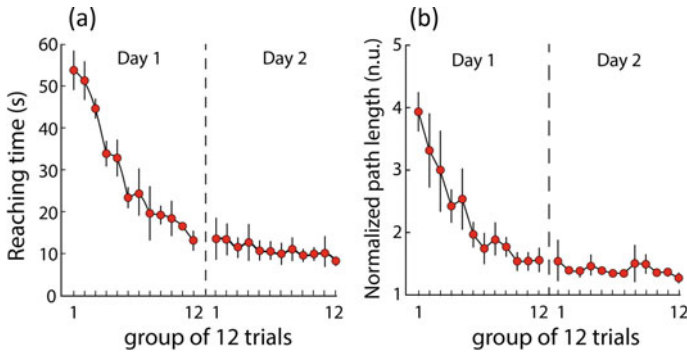 (a)
Reaching time (s)
60
50
40
30
20
10
0
Day 1
Day 2
1
12
1
12
group of 12 trials
(b)
Normalized path length (n.u.)
5
4
3
2
1
Day 1
Day 2
1
12
1
12
group of 12 trials